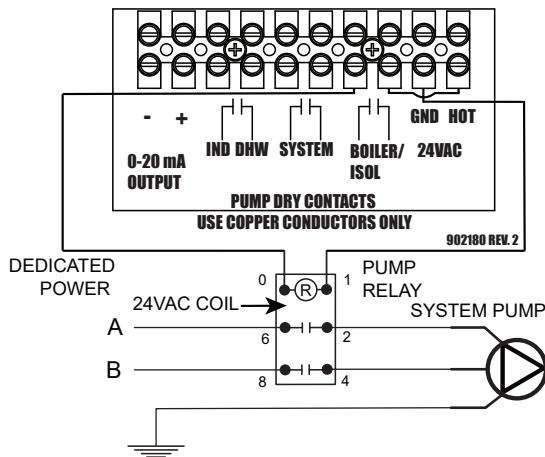 GND HOT
- +
IND DHW SYSTEM BOILER/ 24VAC
ISOL
0-20 mA
OUTPUT
PUMP DRY CONTACTS
USE COPPER CONDUCTORS ONLY
902180 REV. 2
DEDICATED
POWER
0
1
PUMP
RELAY
R
24VAC COIL
SYSTEM PUMP
A
6
2
B
8
4